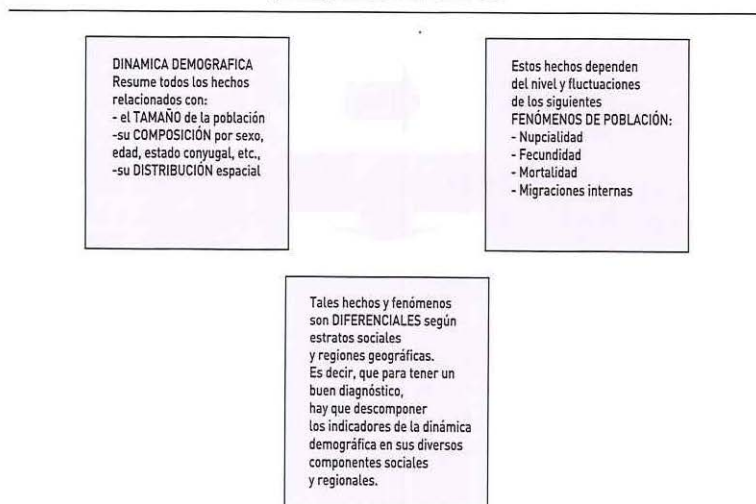 DINAMICA DEMOGRAFICA
Resume todos los hechos
relacionados con:
- el TAMAÑO de la población
-su COMPOSICIÓN por sexo,
edad, estado conyugal, etc.,
-su DISTRIBUCIÓN espacial
Estos hechos dependen
del nivel y fluctuaciones
de los siguientes
FENÓMENOS DE POBLACIÓN:
- Nupcialidad
- Fecundidad
- Mortalidad
- Migraciones internas
Tales hechos y fenómenos
son DIFERENCIALES según
estratos sociales
y regiones geográficas.
Es decir, que para tener un
buen diagnóstico,
hay que descomponer
los indicadores de la dinámica
demográfica en sus diversos
componentes sociales
y regionales.